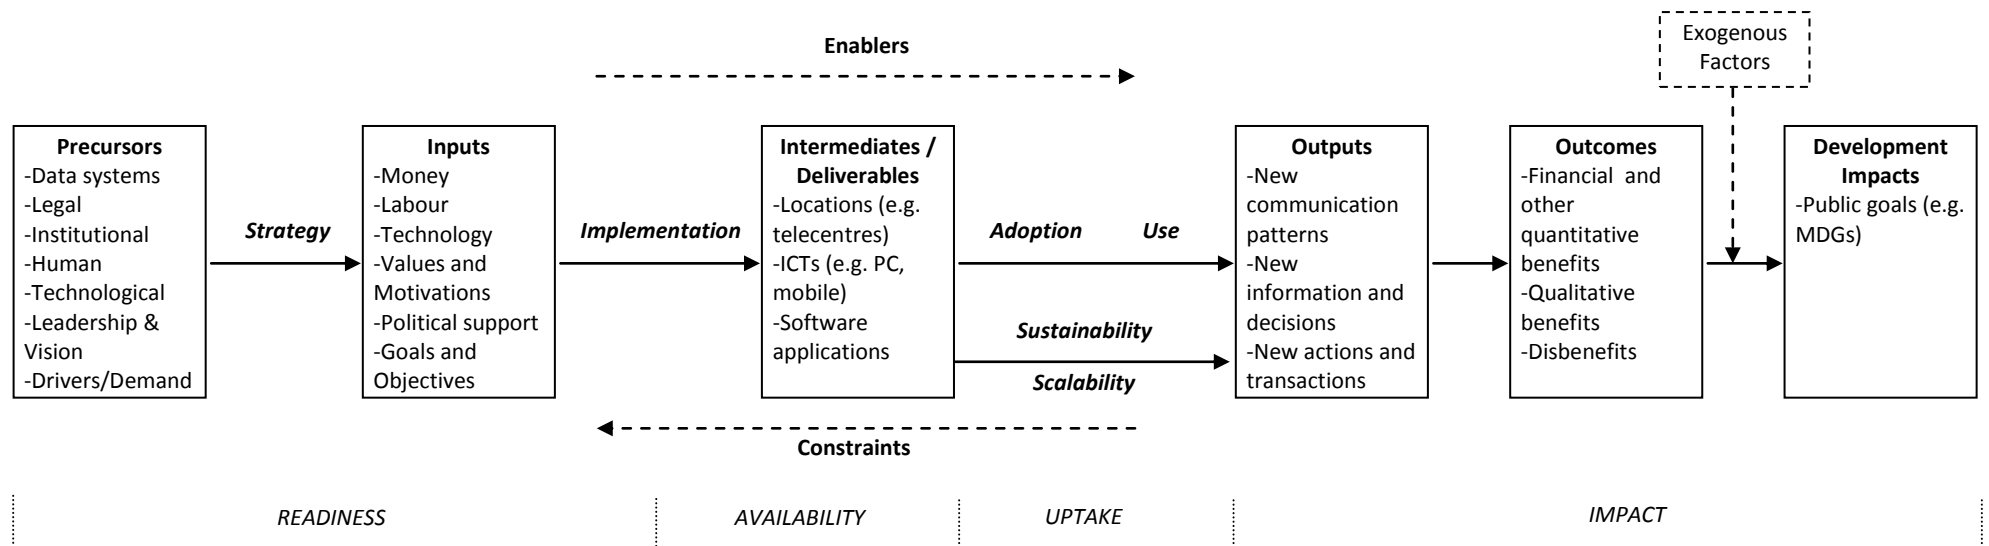 Enablers
Exogenous
Factors
Precursors
-Data systems
-Legal
-Institutional
-Human
-Technological
-Leadership &
Vision
-Drivers/Demand
Strategy
Inputs
-Money
-Labour
-Technology
-Values and
Motivations
-Political support
-Goals and
Objectives
Implementation
Intermediates /
Deliverables
-Locations (e.g.
telecentres)
-ICTs (e.g. PC,
mobile)
-Software
applications
Adoption Use
Sustainability
Scalability
Outputs
-New
communication
patterns
-New
information and
decisions
-New actions and
transactions
Outcomes
-Financial and
other
quantitative
benefits
-Qualitative
benefits
-Disbenefits
Development
Impacts
-Public goals (e.g.
MDGs)
Constraints
READINESS
AVAILABILITY
UPTAKE
IMPACT